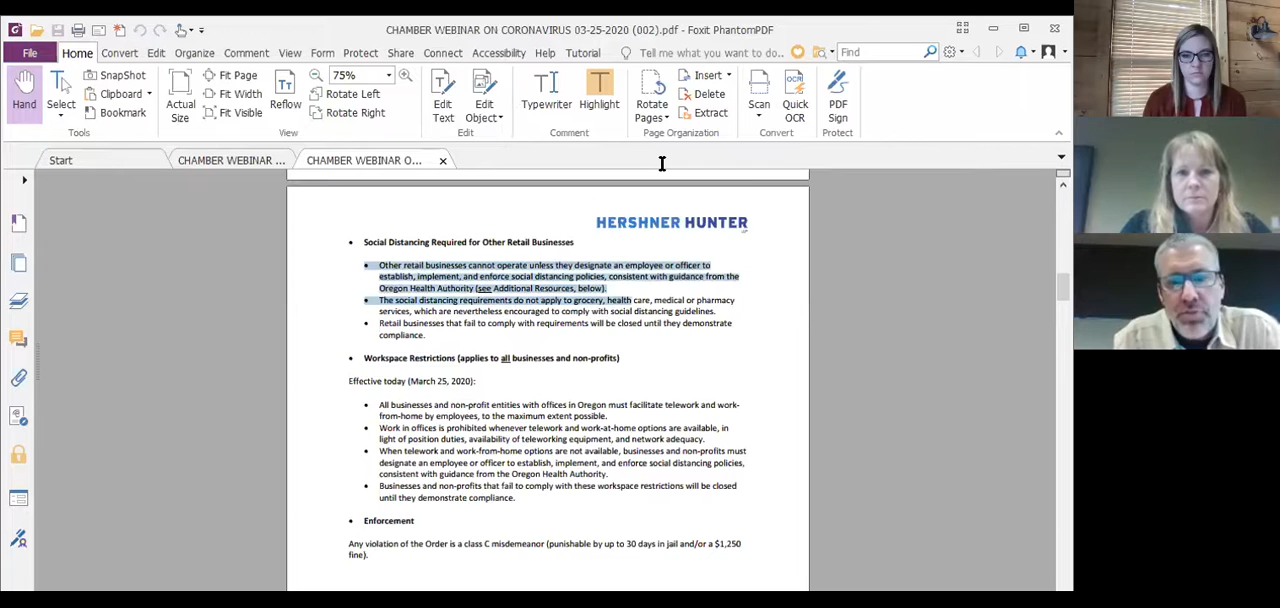 CHAMBER WEBINAR ON CORONAVIRUS 03-25-2020 (002).pdf - Foxit PhantomPDF
File Home Convert Edit Organize Comment View Form Protect Share Connect Accessibility Help Tutorial Tell me what you want to do.. Find
Hand
Select
SnapShot
Clipboard
Bookmark
Tools
Actual
Size
Fit Page
Fit Width
Fit Visible
Reflow
75%
Rotate Left
Rotate Right
View
Edit
Text
Edit
Object
Edit
Typewriter
Highlight
Comment
Rotate
Pages
Insert
Delete
Extract
Page Organization
Scan
Quick
OCR
Convert
PDF
Sign
Protect
Start CHAMBER WEBINAR ... CHAMBER WEBINAR O...
HERSHNER HUNTER
LLP
• Social Distancing Required for Other Retail Businesses
• Other retail businesses cannot operate unless they designate an employee or officer to
establish, implement, and enforce social distancing policies, consistent with guidance from the
Oregon Health Authority (see Additional Resources, below).
• The social distancing requirements do not apply to grocery, health care, medical or pharmacy
services, which are nevertheless encouraged to comply with social distancing guidelines.
• Retail businesses that fail to comply with requirements will be closed until they demonstrate
compliance.
• Workspace Restrictions (applies to all businesses and non-profits)
Effective today (March 25, 2020):
• All businesses and non-profit entities with offices in Oregon must facilitate telework and work-
from-home by employees, to the maximum extent possible.
• Work in offices is prohibited whenever telework and work-at-home options are available, in
light of position duties, availability of teleworking equipment, and network adequacy.
• When telework and work-from-home options are not available, businesses and non-profits must
designate an employee or officer to establish, implement, and enforce social distancing policies,
consistent with guidance from the Oregon Health Authority.
• Businesses and non-profits that fail to comply with these workspace restrictions will be closed
until they demonstrate compliance.
• Enforcement
Any violation of the Order is a class C misdemeanor (punishable by up to 30 days in jail and/or a $1,250
fine).